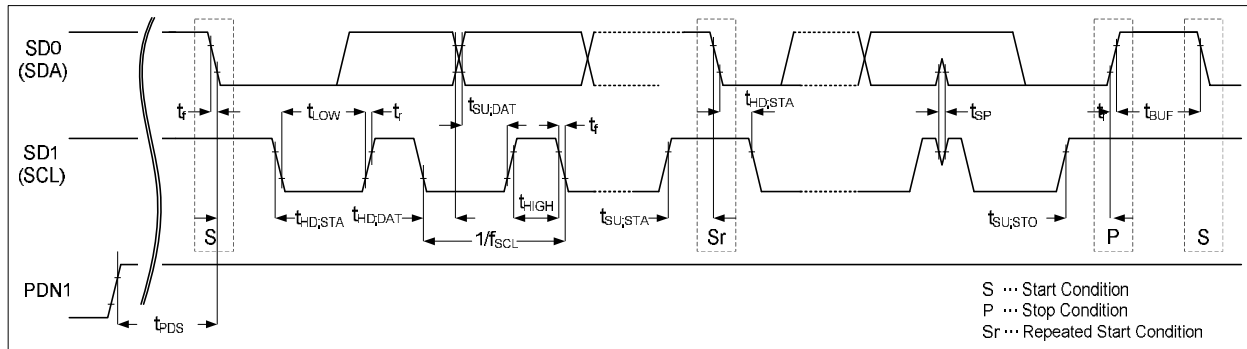 SD0
(SDA)
tf
tLOW
tr
tSU;DAT
tf
tHD;STA
tSP
tr
tBUF
SD1
(SCL)
tHD;STA
tHD;DAT
tHIGH
tSU;STA
tSU;STO
1/fSCL
S
Sr
P
S
PDN1
tPDS
S ··· Start Condition
P ··· Stop Condition
Sr ··· Repeated Start Condition